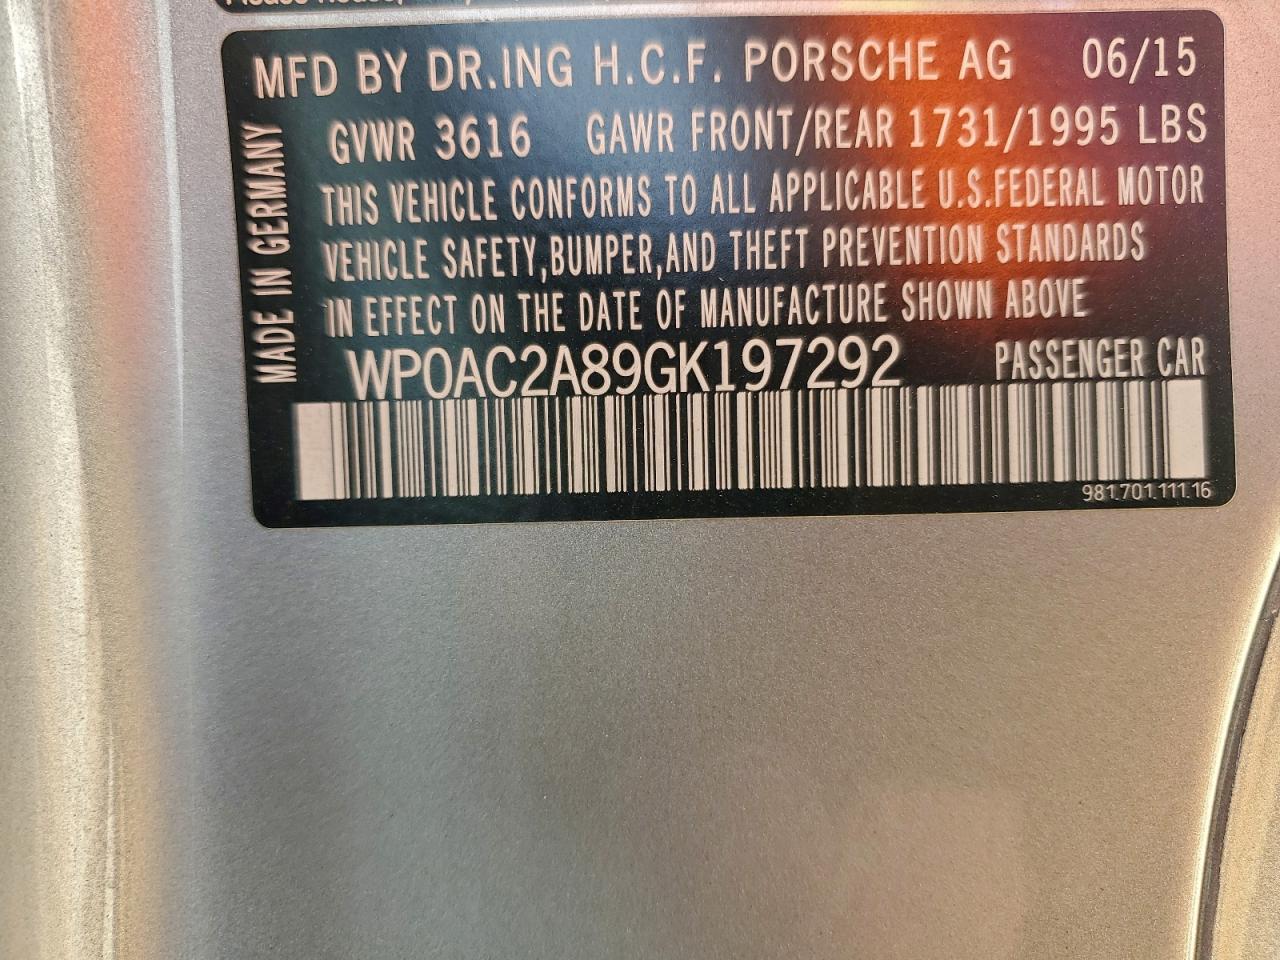 MFD BY DR.ING H.C.F. PORSCHE AG 06/15
GVWR 3616 GAWR FRONT/REAR 1731/1995 LBS
THIS VEHICLE CONFORMS TO ALL APPLICABLE U.S.FEDERAL MOTOR
VEHICLE SAFETY,BUMPER,AND THEFT PREVENTION STANDARDS
IN EFFECT ON THE DATE OF MANUFACTURE SHOWN ABOVE
WP0AC2A89GK197292 PASSENGER CAR
981.701.111.16
MADE IN GERMANY